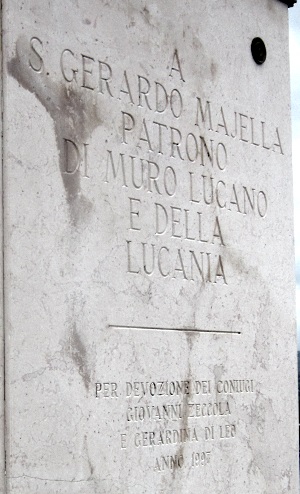 A
S. GERARDO MAJELLA
PATRONO
DI MURO LUCANO
E DELLA
LUCANIA
PER DEVOZIONE DEI CONIUGI
GIOVANNI ZECCOLA
E GERARDINA DI LEO
ANNO